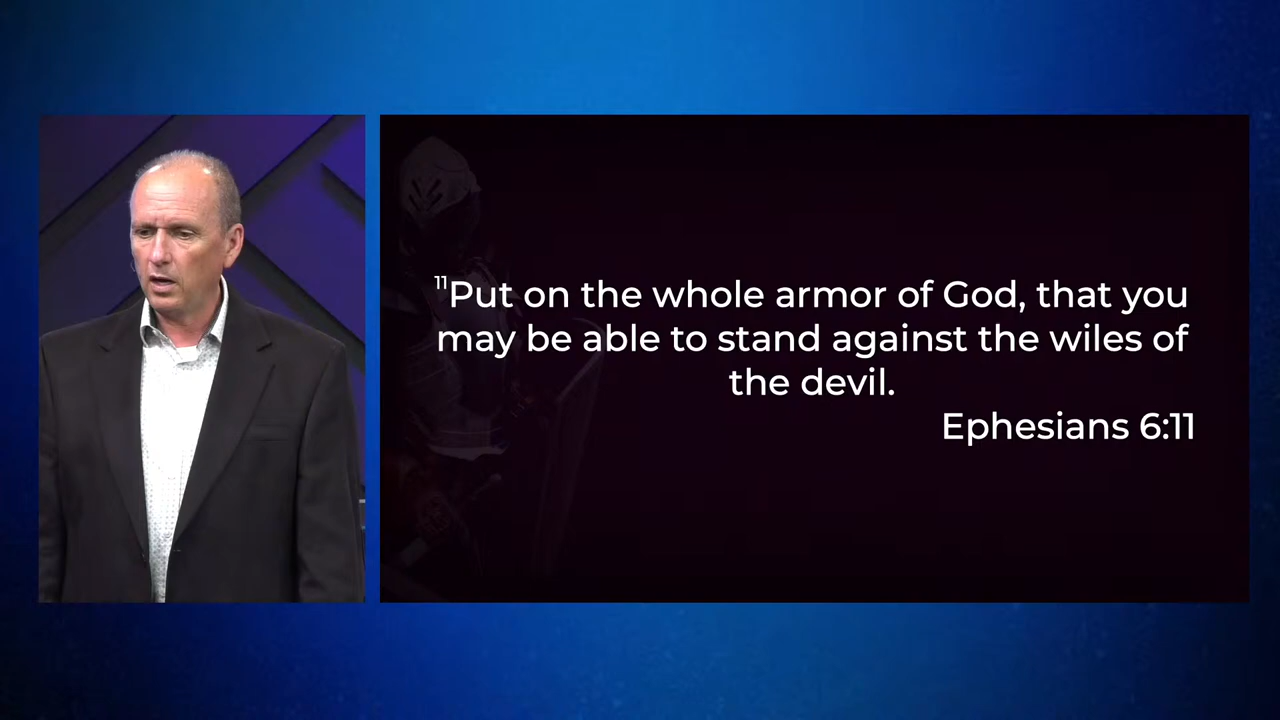 ¹¹Put on the whole armor of God, that you
may be able to stand against the wiles of
the devil.
Ephesians 6:11